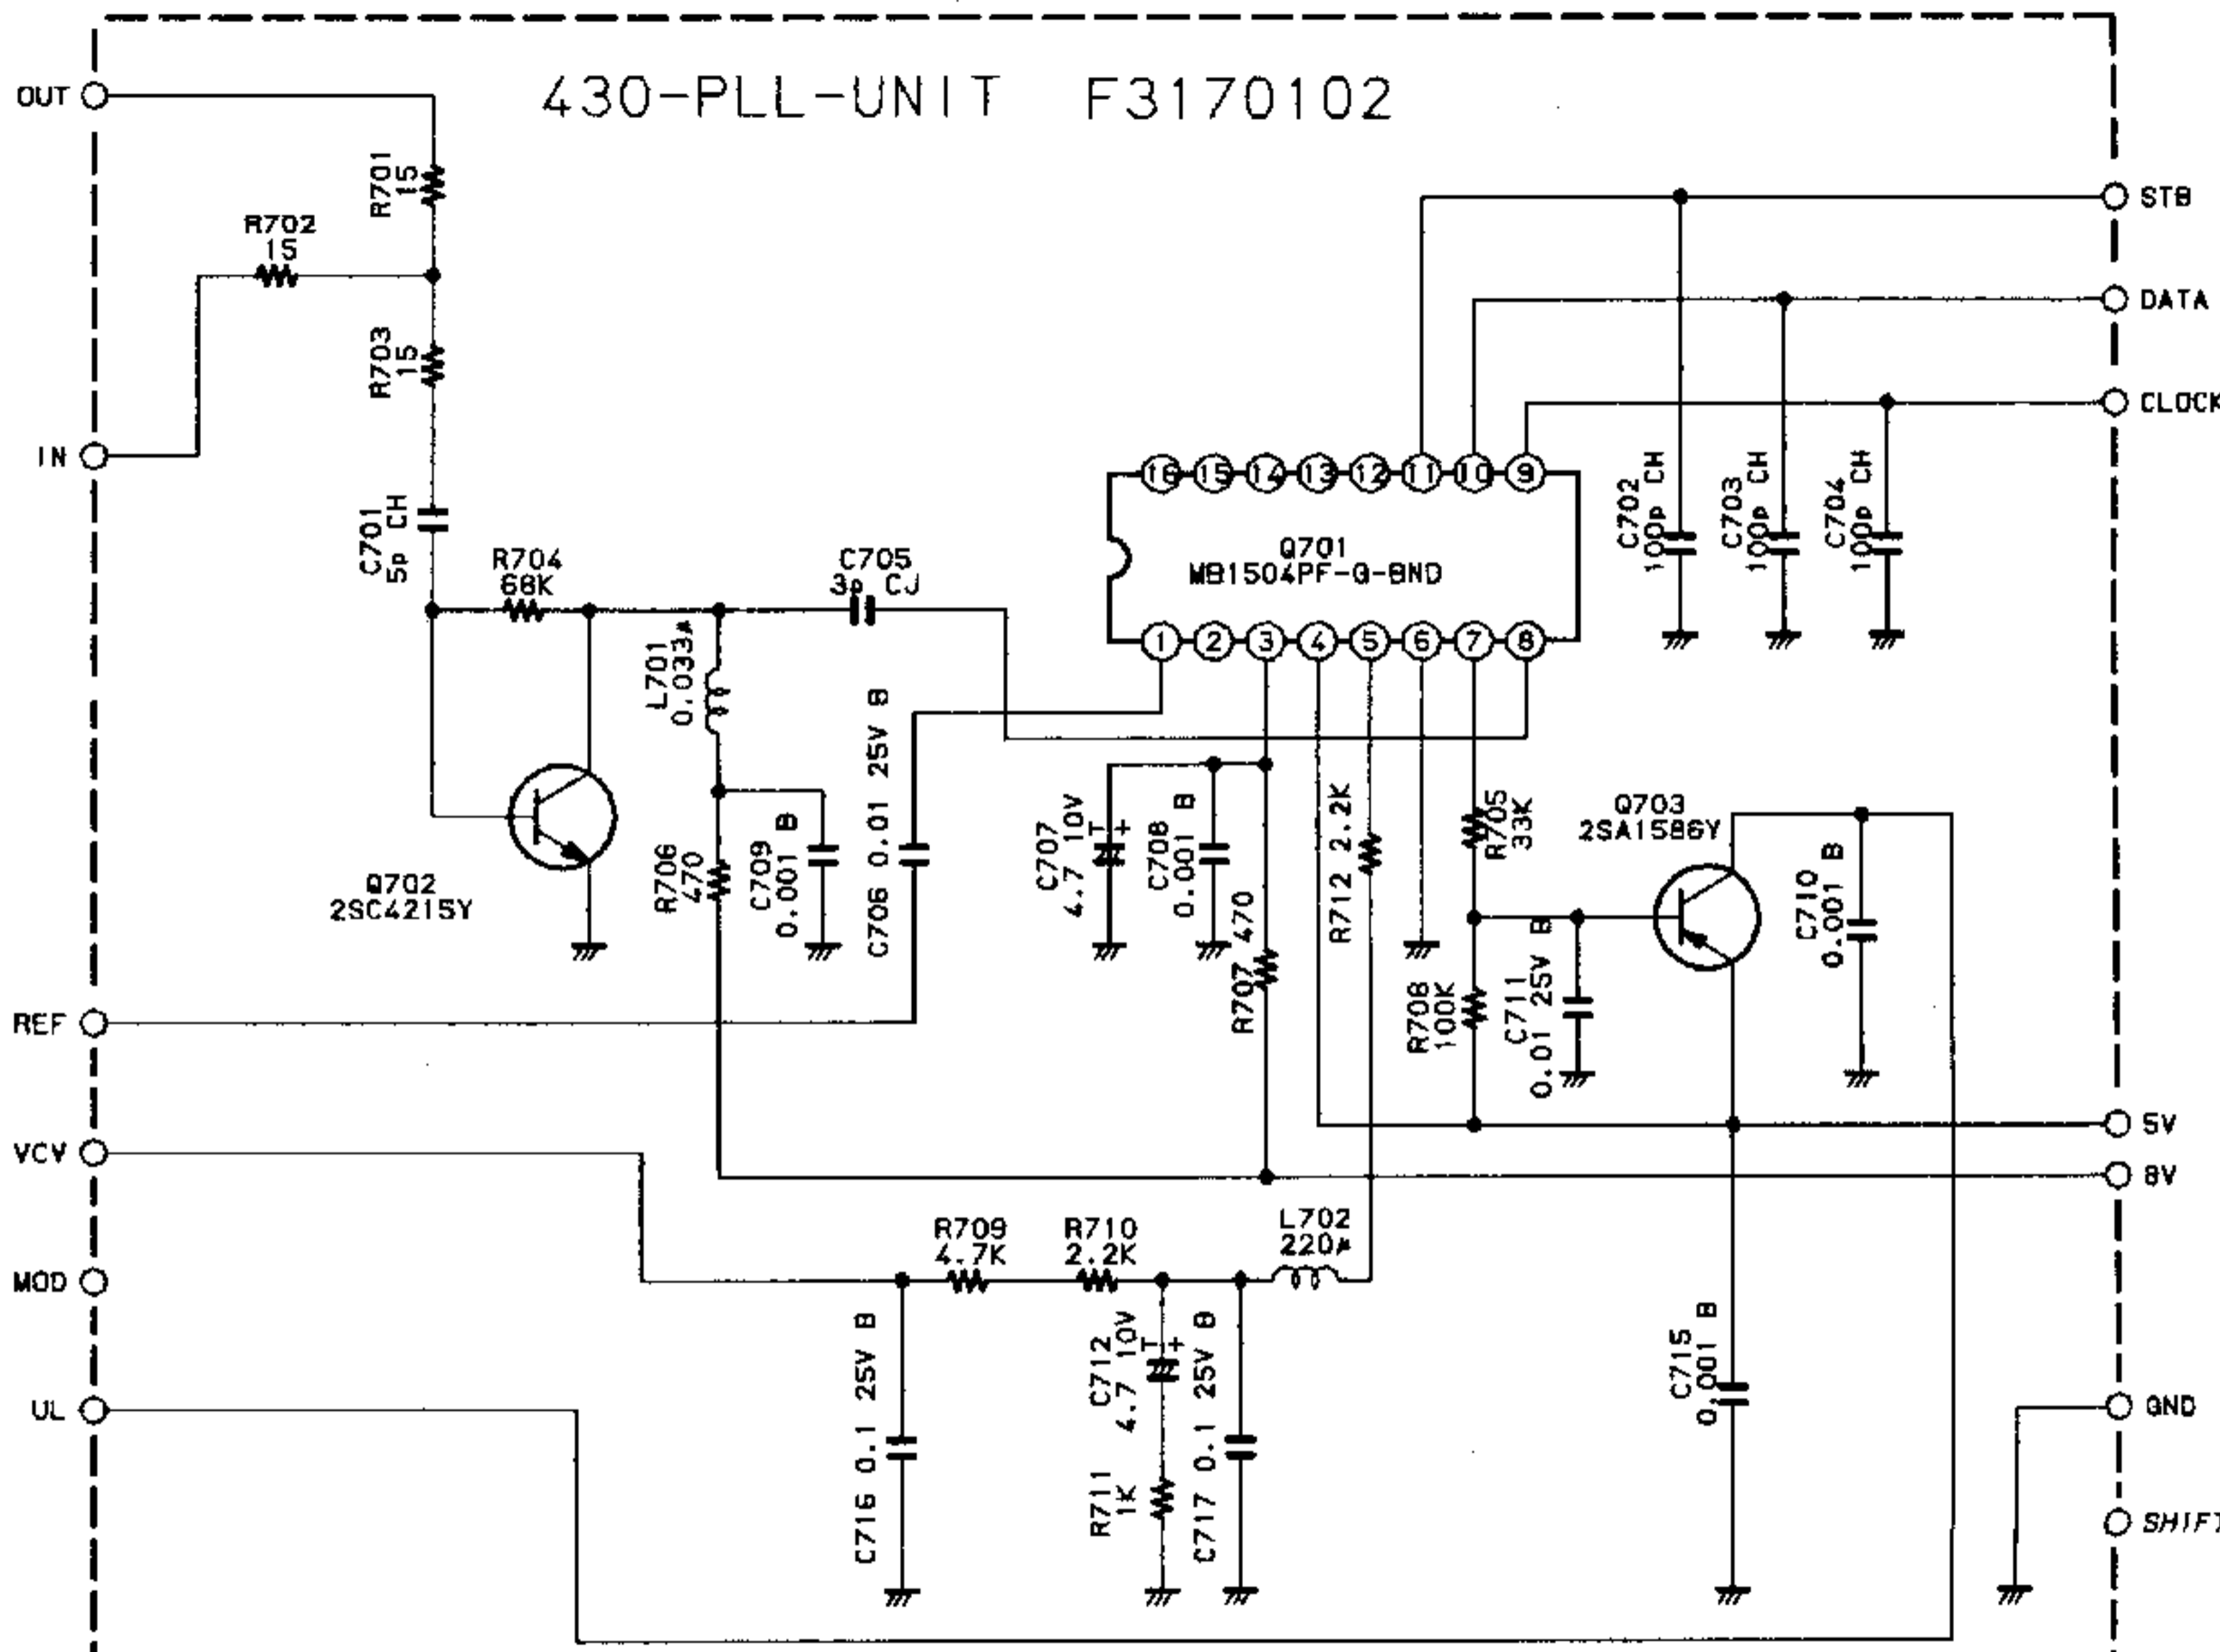 430-PLL-UNIT F3170102
OUT
R701
15
R702
15
R703
15
IN
C701
5p CH
R704
68K
C705
3p CJ
L701
0.033μ
Q702
2SC4215Y
R706
470
C709
0.001 B
C706 0.01 25V B
16 15 14 13 12 11 10 9
Q701
MB1504PF-G-BND
1 2 3 4 5 6 7 8
STB
DATA
CLOCK
C702
100p CH
C703
100p CH
C704
100p CH
C707
4.7 10V
T +
C708
0.001 B
R707 470
R712 2.2K
R705
33K
R708
100K
C711
0.01 25V B
Q703
2SA1586Y
C710
0.001 B
REF
VCV
MOD
UL
5V
8V
R709
4.7K
R710
2.2K
L702
220μ
C716 0.1 25V B
C712
4.7 10V
T +
R711
1K
C717 0.1 25V B
C715
0.001 B
GND
SHIFT